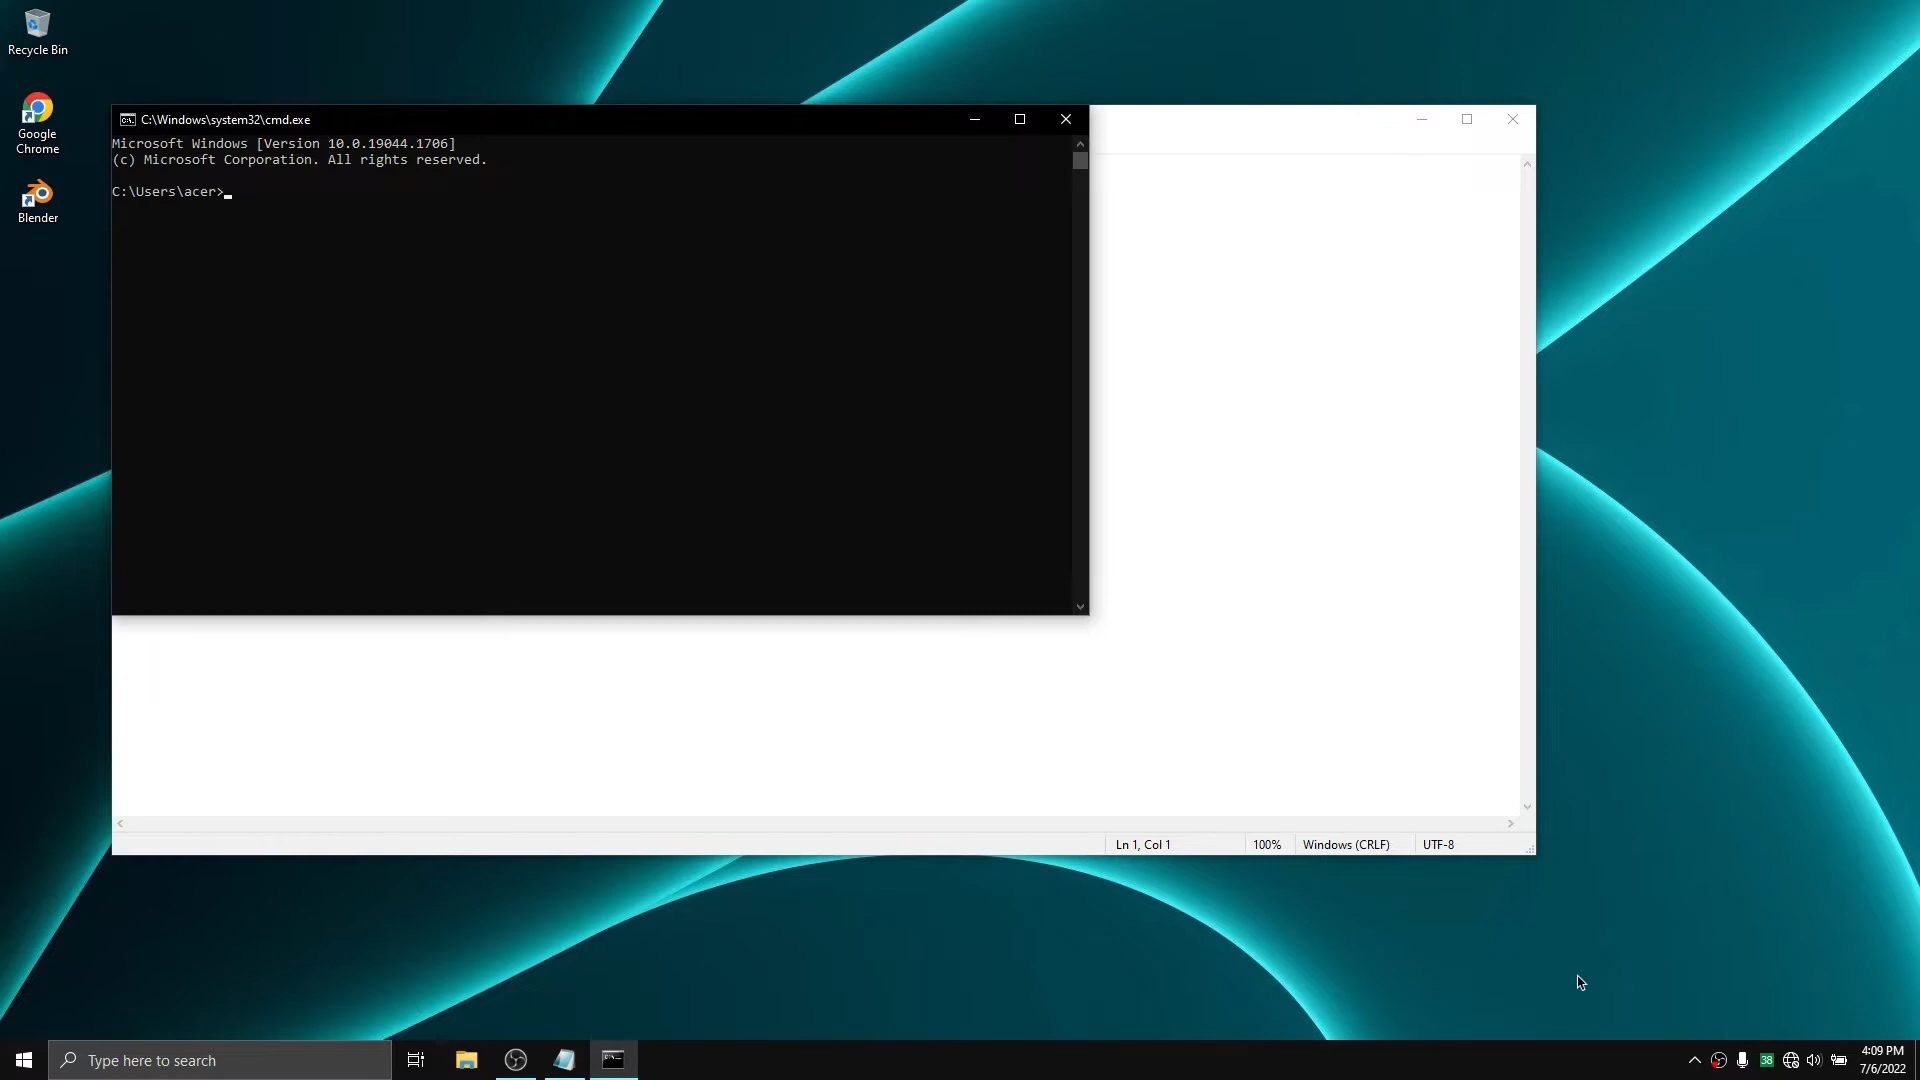 Recycle Bin
Google
Chrome
Blender
C:\Windows\system32\cmd.exe
Microsoft Windows [Version 10.0.19044.1706]
(c) Microsoft Corporation. All rights reserved.
C:\Users\acer>
Ln 1, Col 1
100%
Windows (CRLF)
UTF-8
Type here to search
38
4:09 PM
7/6/2022